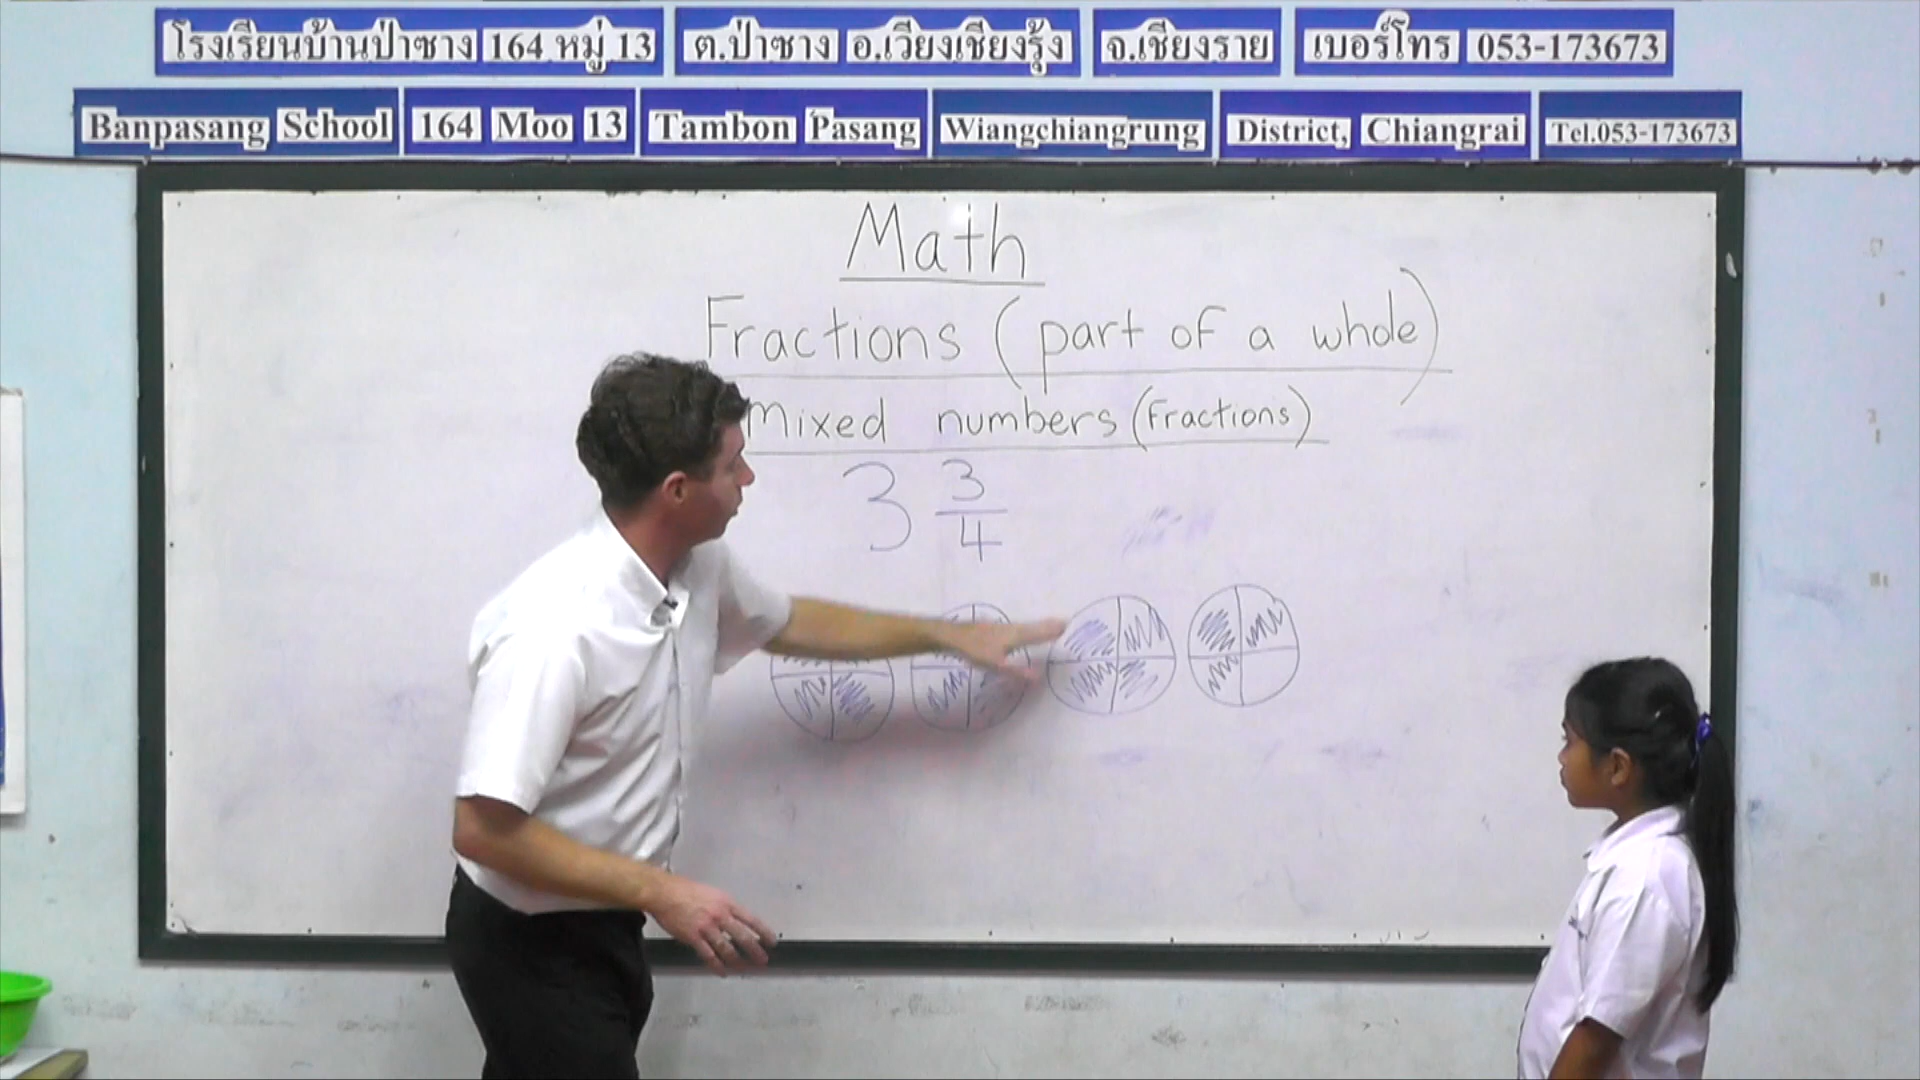 โรงเรียนบ้านป่าซาง 164 หมู่ 13 ต.ป่าซาง อ.เวียงเชียงรุ้ง จ.เชียงราย เบอร์โทร 053-173673
Banpasang School 164 Moo 13 Tambon Pasang Wiangchiangrung District, Chiangrai Tel.053-173673
Math
Fractions (part of a whole)
Mixed numbers (Fractions)
3 3/4